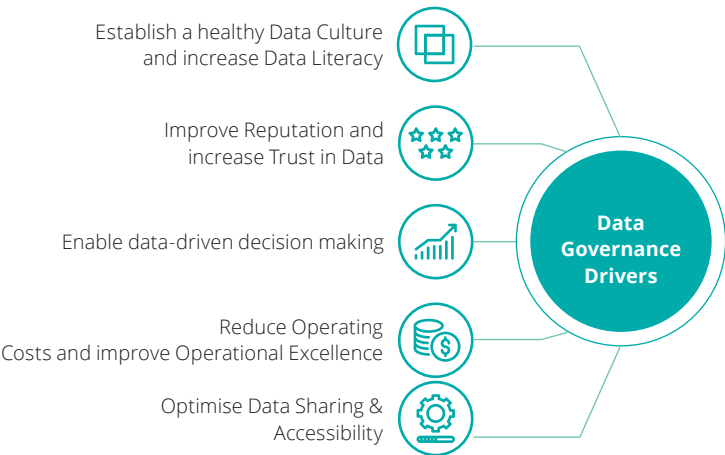 Establish a healthy Data Culture
and increase Data Literacy
Improve Reputation and
increase Trust in Data
Enable data-driven decision making
Reduce Operating
Costs and improve Operational Excellence
Optimise Data Sharing &
Accessibility
Data
Governance
Drivers